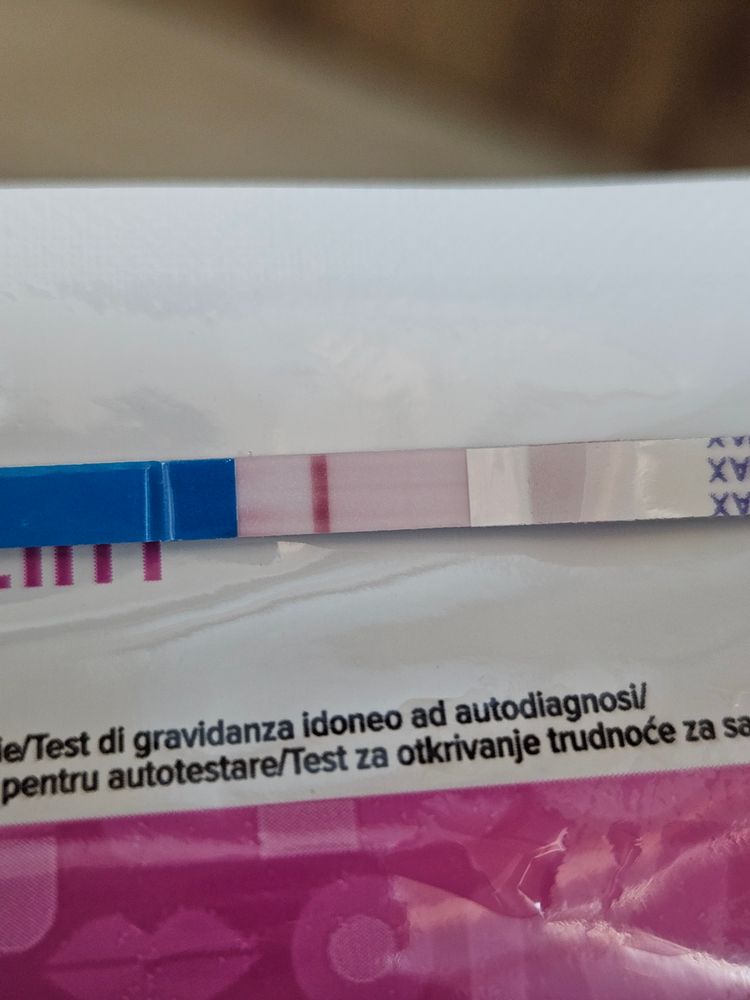 ie/Test di gravidanza idoneo ad autodiagnosi/
pentru autotestare/Test za otkrivanje trudnoće za sa